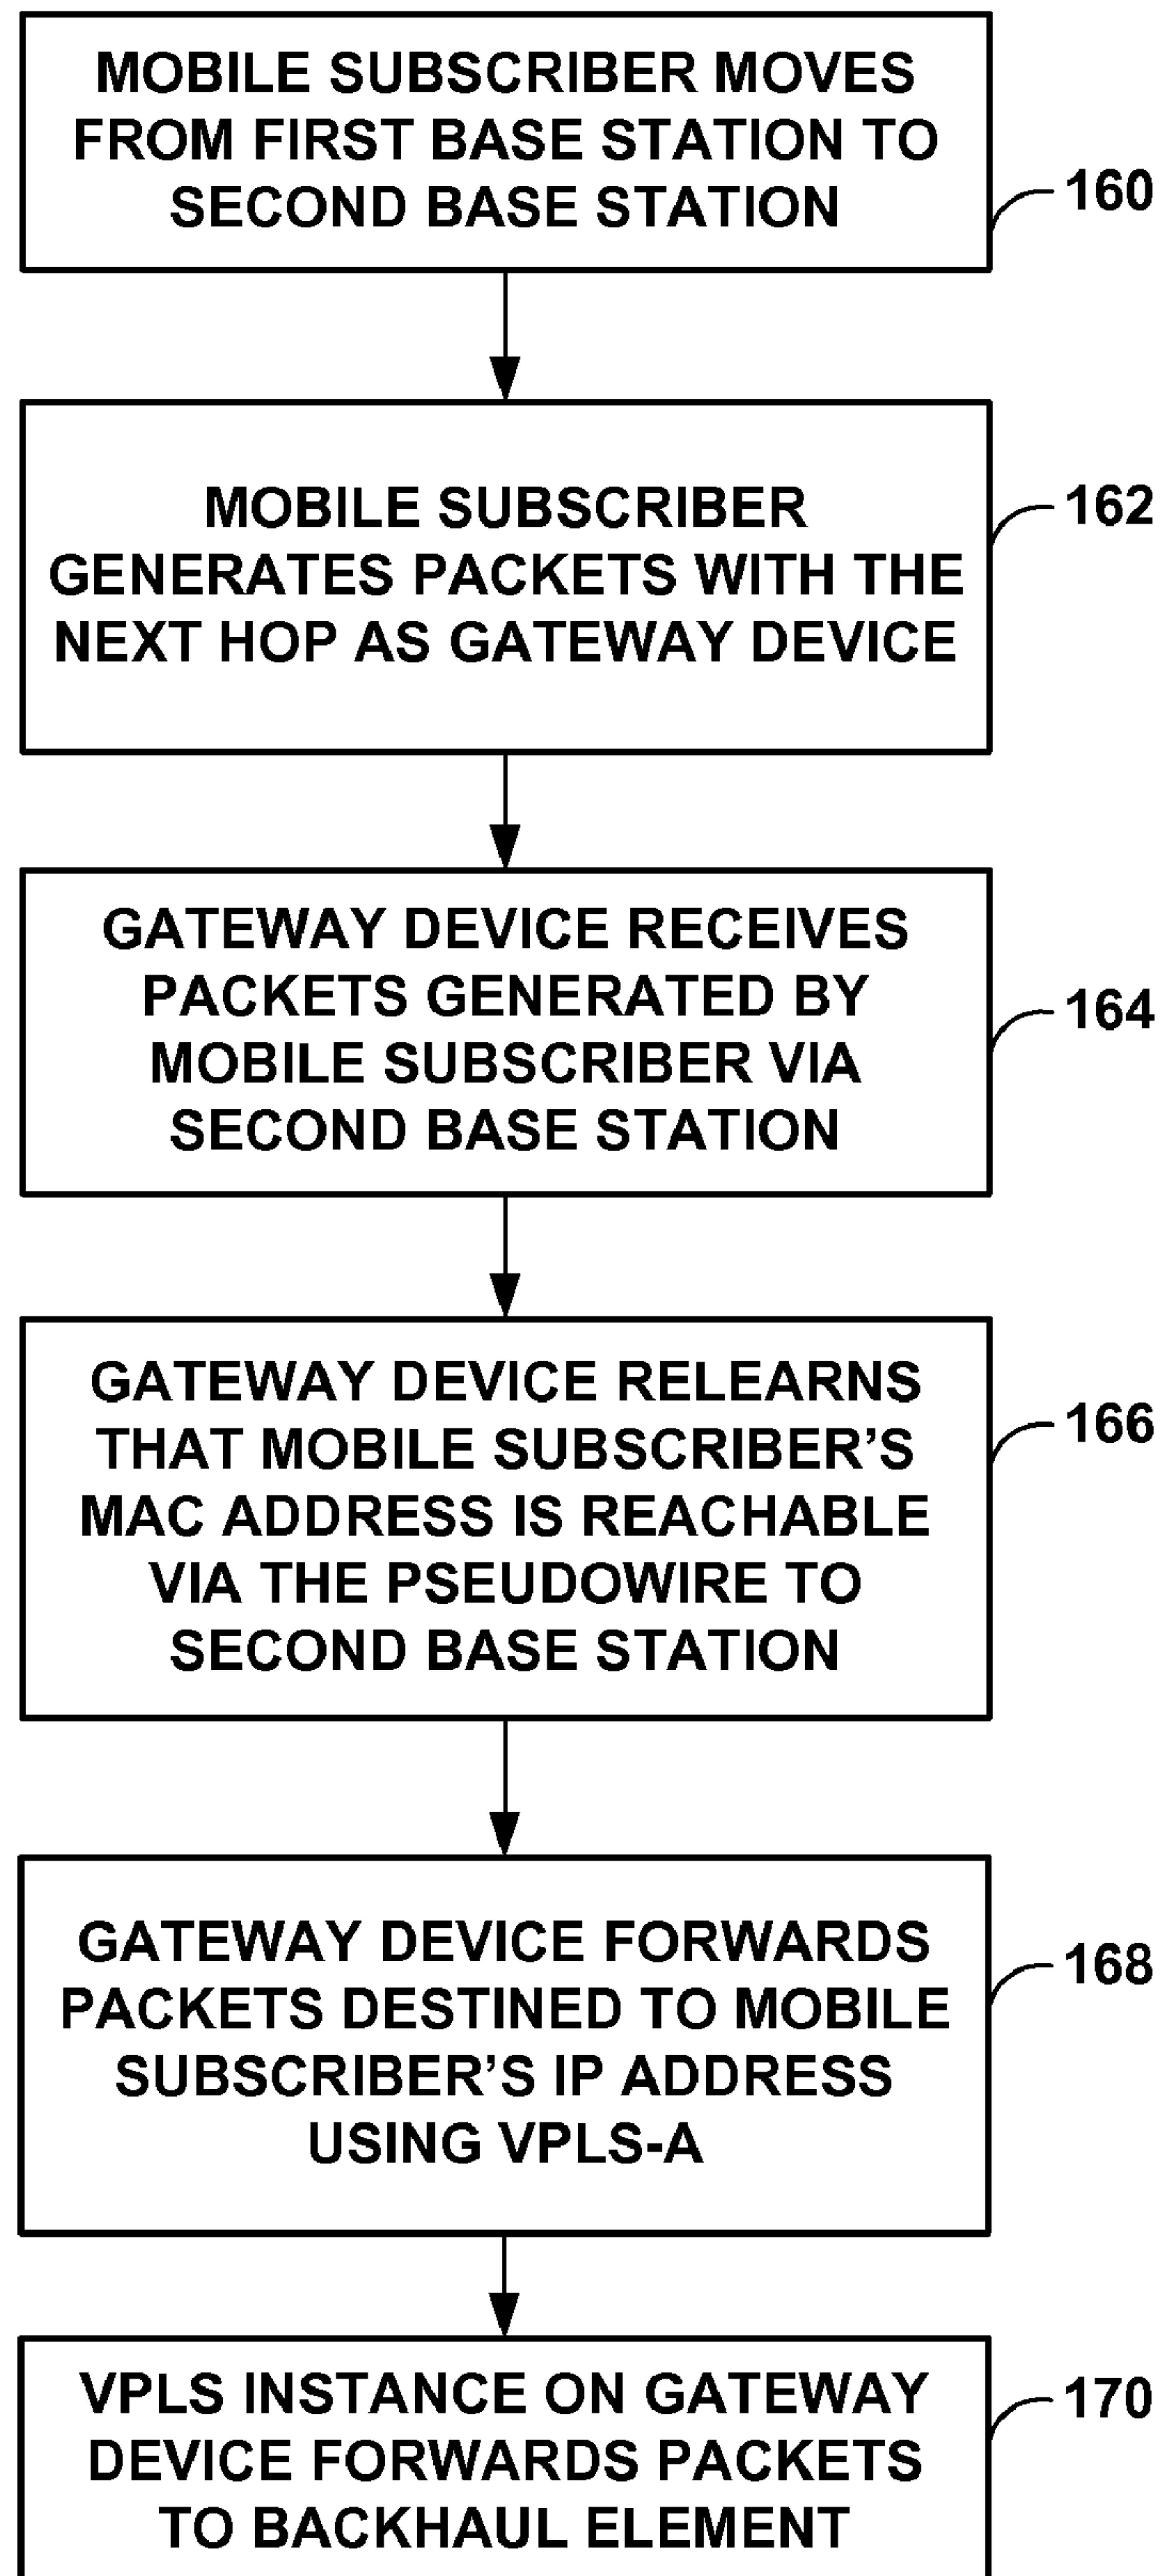 MOBILE SUBSCRIBER MOVES
FROM FIRST BASE STATION TO
SECOND BASE STATION
160
MOBILE SUBSCRIBER
GENERATES PACKETS WITH THE
NEXT HOP AS GATEWAY DEVICE
162
GATEWAY DEVICE RECEIVES
PACKETS GENERATED BY
MOBILE SUBSCRIBER VIA
SECOND BASE STATION
164
GATEWAY DEVICE RELEARNS
THAT MOBILE SUBSCRIBER’S
MAC ADDRESS IS REACHABLE
VIA THE PSEUDOWIRE TO
SECOND BASE STATION
166
GATEWAY DEVICE FORWARDS
PACKETS DESTINED TO MOBILE
SUBSCRIBER’S IP ADDRESS
USING VPLS-A
168
VPLS INSTANCE ON GATEWAY
DEVICE FORWARDS PACKETS
TO BACKHAUL ELEMENT
170